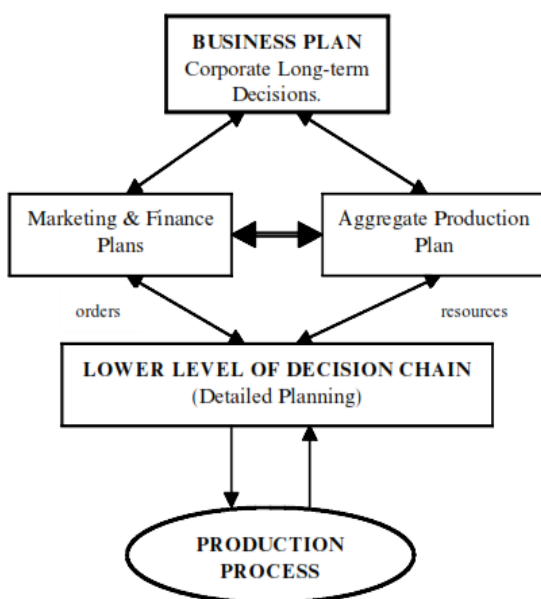 BUSINESS PLAN
Corporate Long-term
Decisions.
Marketing & Finance
Plans
Aggregate Production
Plan
orders
resources
LOWER LEVEL OF DECISION CHAIN
(Detailed Planning)
PRODUCTION
PROCESS